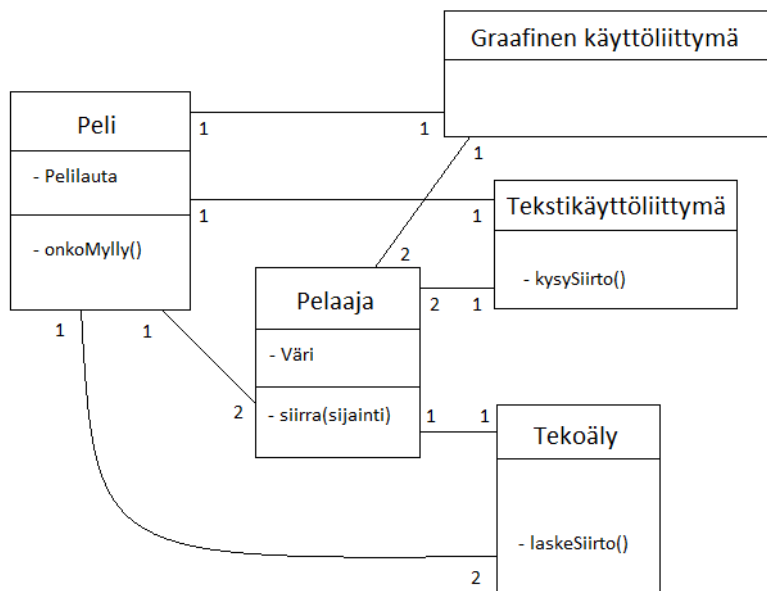 Graafinen käyttöliittymä
Peli
- Pelilauta
- onkoMylly()
1
1
1
1
1
Tekstikäyttöliittymä
- kysySiirto()
2
2
1
Pelaaja
- Väri
- siirra(sijainti)
1
1
2
1
1
Tekoäly
- laskeSiirto()
2